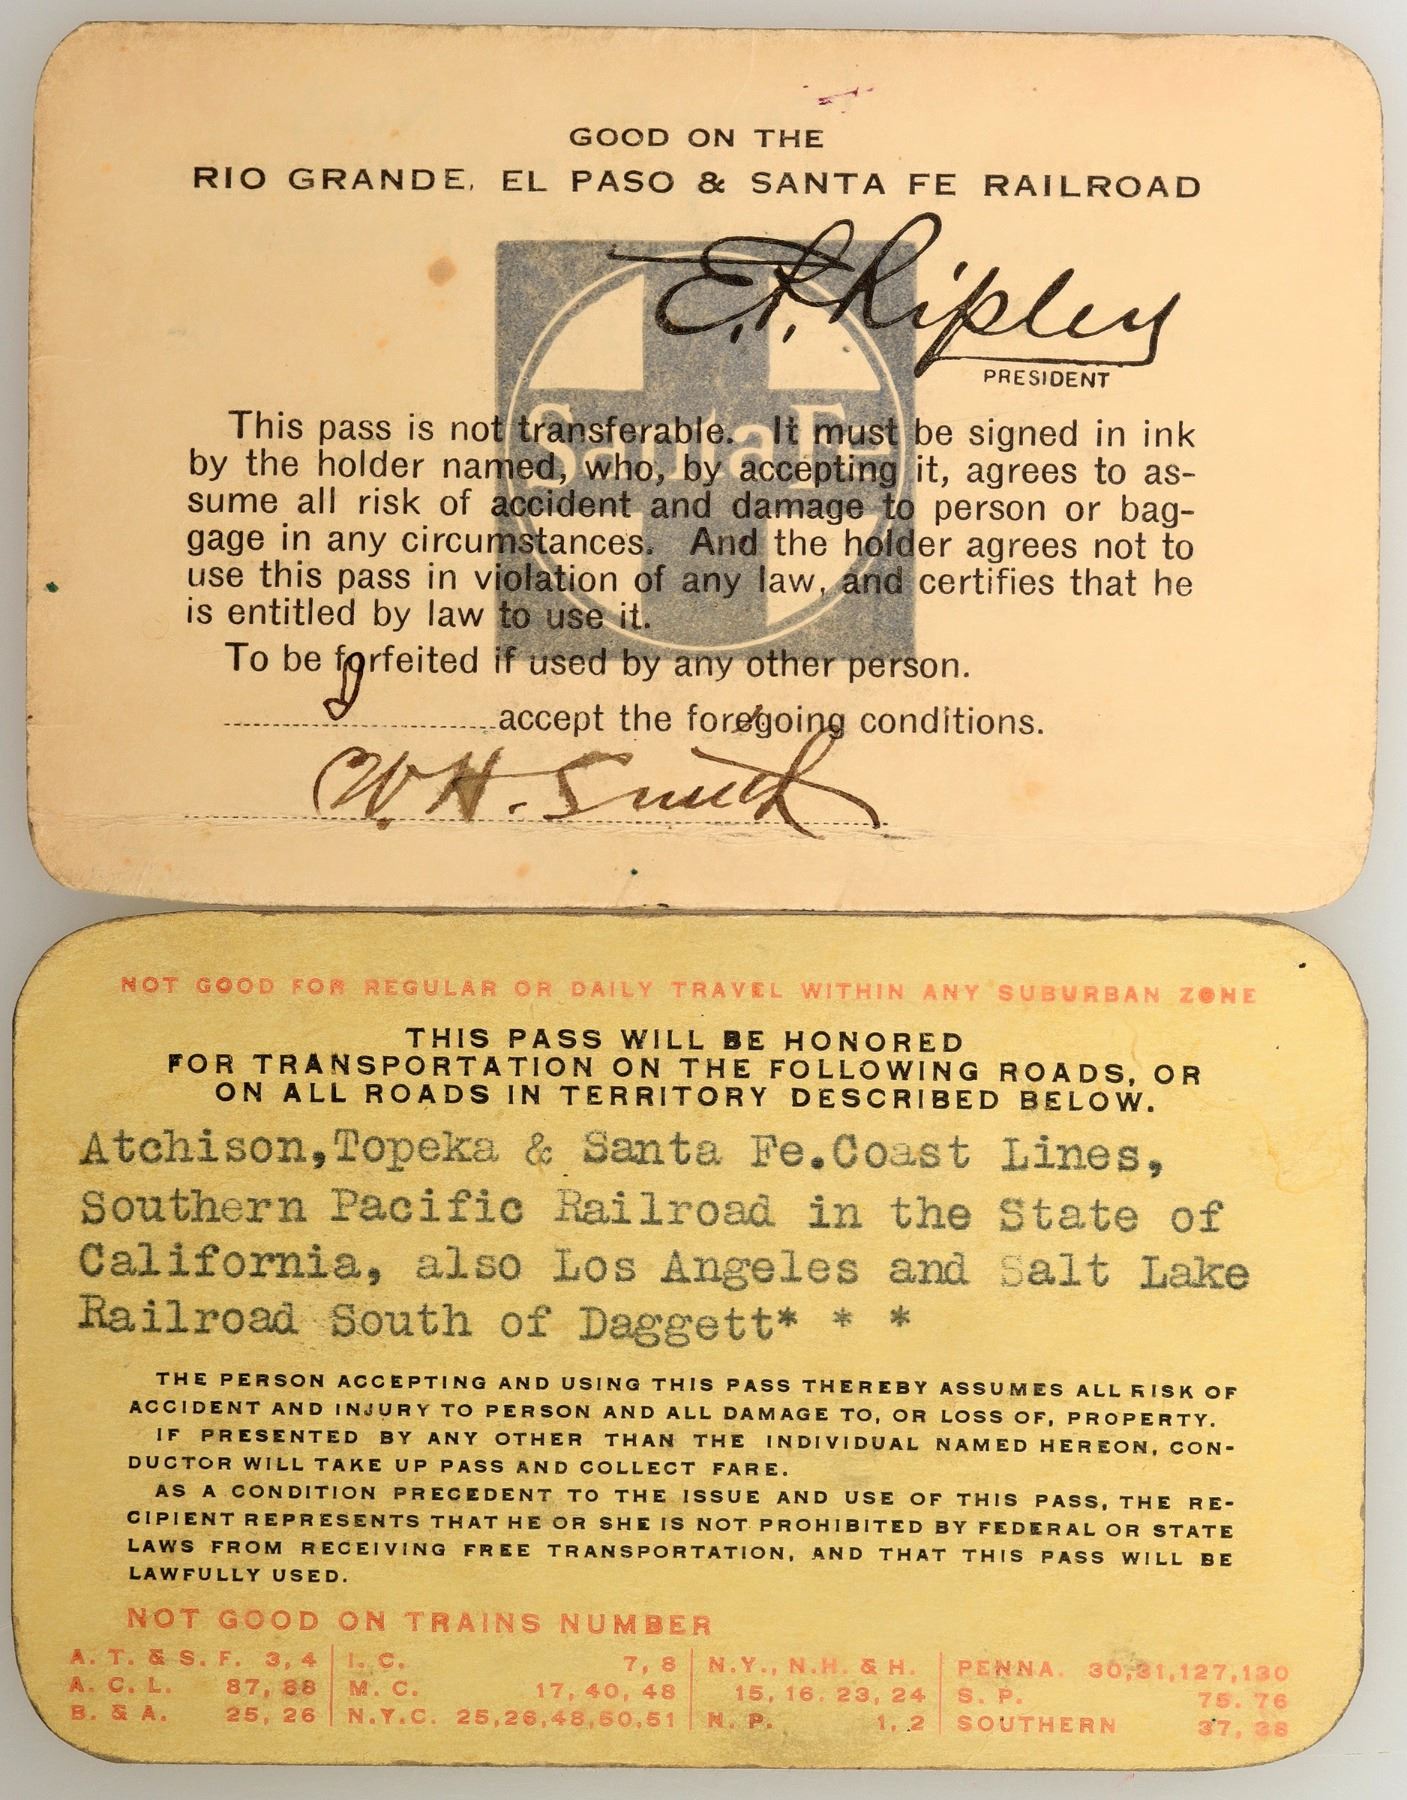 GOOD ON THE
RIO GRANDE, EL PASO & SANTA FE RAILROAD
E.P. Ripley
PRESIDENT
Santa Fe
This pass is not transferable. It must be signed in ink
by the holder named, who, by accepting it, agrees to as-
sume all risk of accident and damage to person or bag-
gage in any circumstances. And the holder agrees not to
use this pass in violation of any law, and certifies that he
is entitled by law to use it.
To be forfeited if used by any other person.
I accept the foregoing conditions.
W. H. Smith
NOT GOOD FOR REGULAR OR DAILY TRAVEL WITHIN ANY SUBURBAN ZONE
THIS PASS WILL BE HONORED
FOR TRANSPORTATION ON THE FOLLOWING ROADS, OR
ON ALL ROADS IN TERRITORY DESCRIBED BELOW.
Atchison,Topeka & Santa Fe.Coast Lines,
Southern Pacific Railroad in the State of
California, also Los Angeles and Salt Lake
Railroad South of Daggett* * *
THE PERSON ACCEPTING AND USING THIS PASS THEREBY ASSUMES ALL RISK OF
ACCIDENT AND INJURY TO PERSON AND ALL DAMAGE TO, OR LOSS OF, PROPERTY.
IF PRESENTED BY ANY OTHER THAN THE INDIVIDUAL NAMED HEREON, CON-
DUCTOR WILL TAKE UP PASS AND COLLECT FARE.
AS A CONDITION PRECEDENT TO THE ISSUE AND USE OF THIS PASS, THE RE-
CIPIENT REPRESENTS THAT HE OR SHE IS NOT PROHIBITED BY FEDERAL OR STATE
LAWS FROM RECEIVING FREE TRANSPORTATION, AND THAT THIS PASS WILL BE
LAWFULLY USED.
NOT GOOD ON TRAINS NUMBER
A. T. & S. F. 3, 4 I. C. 7, 8 N.Y., N.H. & H. PENNA. 30,31,127,130
A. C. L. 87, 88 M. C. 17, 40, 48 15, 16. 23, 24 S. P. 75. 76
B. & A. 25, 26 N.Y.C. 25,26,48,50,51 N. P. 1, 2 SOUTHERN 37, 38